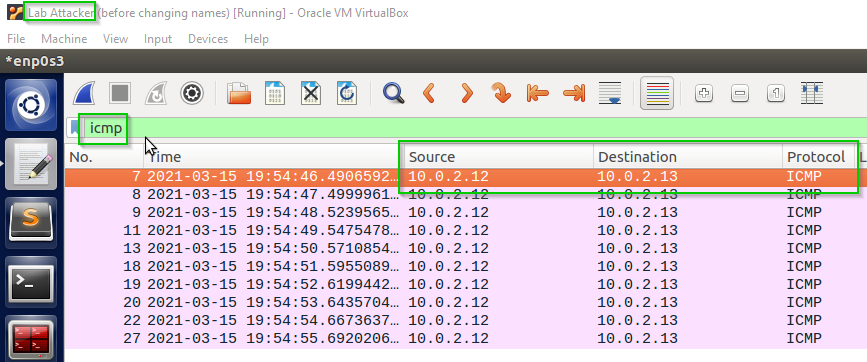 Lab Attacker (before changing names) [Running] - Oracle VM VirtualBox
File Machine View Input Devices Help
*enp0s3
icmp
No. Time Source Destination Protocol L
7 2021-03-15 19:54:46.4906592… 10.0.2.12 10.0.2.13 ICMP
8 2021-03-15 19:54:47.4999961… 10.0.2.12 10.0.2.13 ICMP
9 2021-03-15 19:54:48.5239565… 10.0.2.12 10.0.2.13 ICMP
11 2021-03-15 19:54:49.5475478… 10.0.2.12 10.0.2.13 ICMP
13 2021-03-15 19:54:50.5710854… 10.0.2.12 10.0.2.13 ICMP
18 2021-03-15 19:54:51.5955089… 10.0.2.12 10.0.2.13 ICMP
19 2021-03-15 19:54:52.6199442… 10.0.2.12 10.0.2.13 ICMP
20 2021-03-15 19:54:53.6435704… 10.0.2.12 10.0.2.13 ICMP
22 2021-03-15 19:54:54.6673637… 10.0.2.12 10.0.2.13 ICMP
27 2021-03-15 19:54:55.6920206… 10.0.2.12 10.0.2.13 ICMP